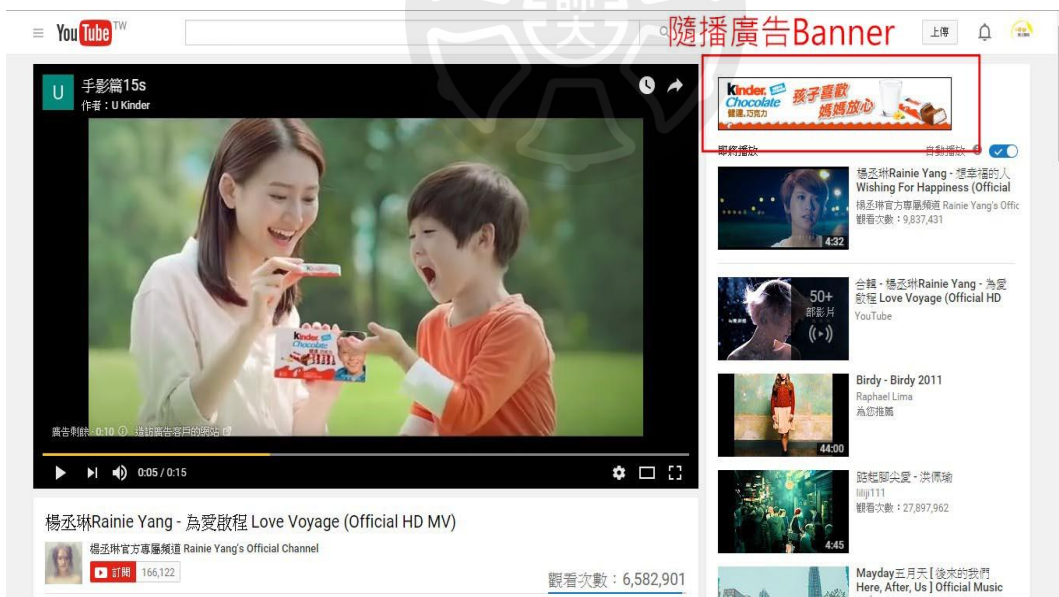 YouTube TW
隨播廣告Banner
上傳
U
手影篇15s
作者：U Kinder
Kinder
Chocolate
健達.巧克力
孩子喜歡
媽媽放心
即將播放
自動播放
楊丞琳Rainie Yang - 想幸福的人
Wishing For Happiness (Official
楊丞琳官方專屬頻道 Rainie Yang's Offic
觀看次數：9,837,431
4:32
合輯 - 楊丞琳Rainie Yang - 為愛
啟程 Love Voyage (Official HD
YouTube
50+
部影片
Kinder
Chocolate
Birdy - Birdy 2011
Raphael Lima
為您推薦
44:00
廣告剩餘 · 0:10 造訪廣告客戶的網站
0:05 / 0:15
踮起腳尖愛 - 洪佩瑜
liliji111
觀看次數：27,897,962
4:45
楊丞琳Rainie Yang - 為愛啟程 Love Voyage (Official HD MV)
楊丞琳官方專屬頻道 Rainie Yang's Official Channel
訂閱 166,122
觀看次數：6,582,901
Mayday五月天 [ 後來的我們
Here, After, Us ] Official Music